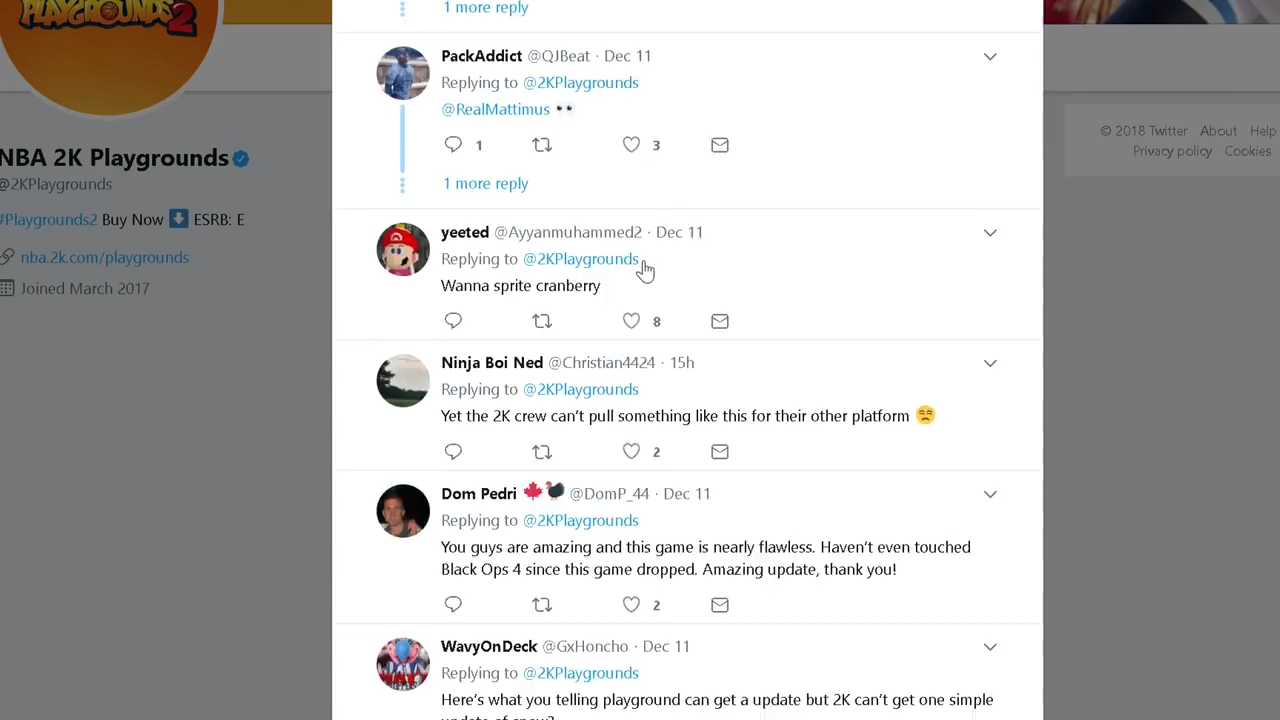 PLAYGROUNDS 2
NBA 2K Playgrounds
@2KPlaygrounds
#Playgrounds2 Buy Now ⬇ ESRB: E
nba.2k.com/playgrounds
Joined March 2017
1 more reply
PackAddict @QJBeat · Dec 11
Replying to @2KPlaygrounds
@RealMattimus 👀
1 3
1 more reply
yeeted @Ayyanmuhammed2 · Dec 11
Replying to @2KPlaygrounds
Wanna sprite cranberry
8
Ninja Boi Ned @Christian4424 · 15h
Replying to @2KPlaygrounds
Yet the 2K crew can't pull something like this for their other platform 😒
2
Dom Pedri 🍁🦃 @DomP_44 · Dec 11
Replying to @2KPlaygrounds
You guys are amazing and this game is nearly flawless. Haven't even touched
Black Ops 4 since this game dropped. Amazing update, thank you!
2
WavyOnDeck @GxHoncho · Dec 11
Replying to @2KPlaygrounds
Here's what you telling playground can get a update but 2K can't get one simple
© 2018 Twitter About Help
Privacy policy Cookies